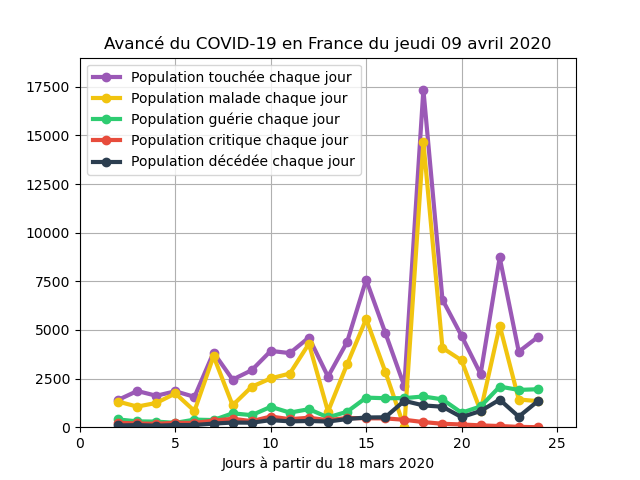 Avancé du COVID-19 en France du jeudi 09 avril 2020
Population touchée chaque jour
Population malade chaque jour
Population guérie chaque jour
Population critique chaque jour
Population décédée chaque jour
17500
15000
12500
10000
7500
5000
2500
0
0 5 10 15 20 25
Jours à partir du 18 mars 2020